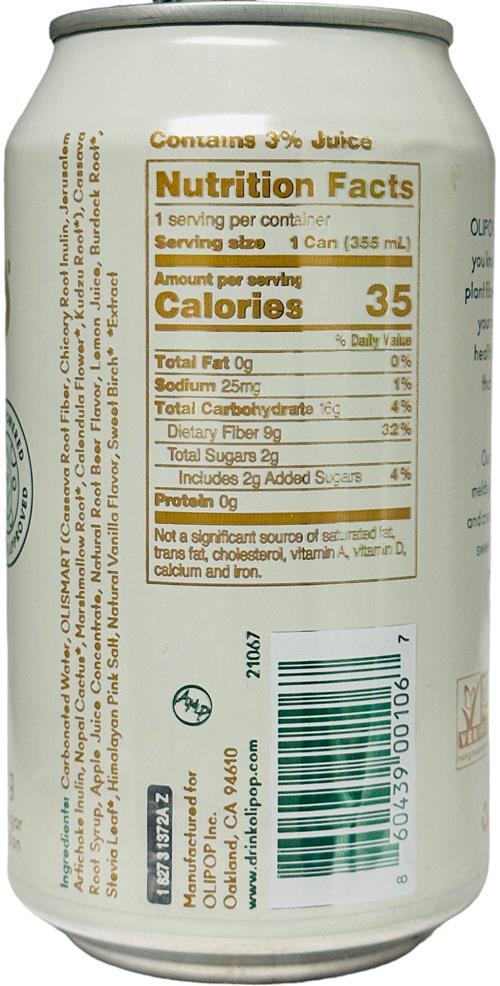 Contains 3% Juice
Nutrition Facts
1 serving per container
Serving size 1 Can (355 mL)
Amount per serving
Calories 35
% Daily Value
Total Fat 0g 0%
Sodium 25mg 1%
Total Carbohydrate 16g 4%
Dietary Fiber 9g 32%
Total Sugars 2g
Includes 2g Added Sugars 4%
Protein 0g
Not a significant source of saturated fat,
trans fat, cholesterol, vitamin A, vitamin D,
calcium and iron.
Ingredients: Carbonated Water, OLISMART (Cassava Root Fiber, Chicory Root Inulin, Jerusalem
Artichoke Inulin, Nopal Cactus*, Marshmallow Root*, Calendula Flower*, Kudzu Root*), Cassava
Root Syrup, Apple Juice Concentrate, Natural Root Beer Flavor, Lemon Juice, Burdock Root*,
Stevia Leaf*, Himalayan Pink Salt, Natural Vanilla Flavor, Sweet Birch* *Extract
Manufactured for
OLIPOP Inc.
Oakland, CA 94610
www.drinkolipop.com
21067
8 60439 00106 7
OLIPOP
you
plant
your